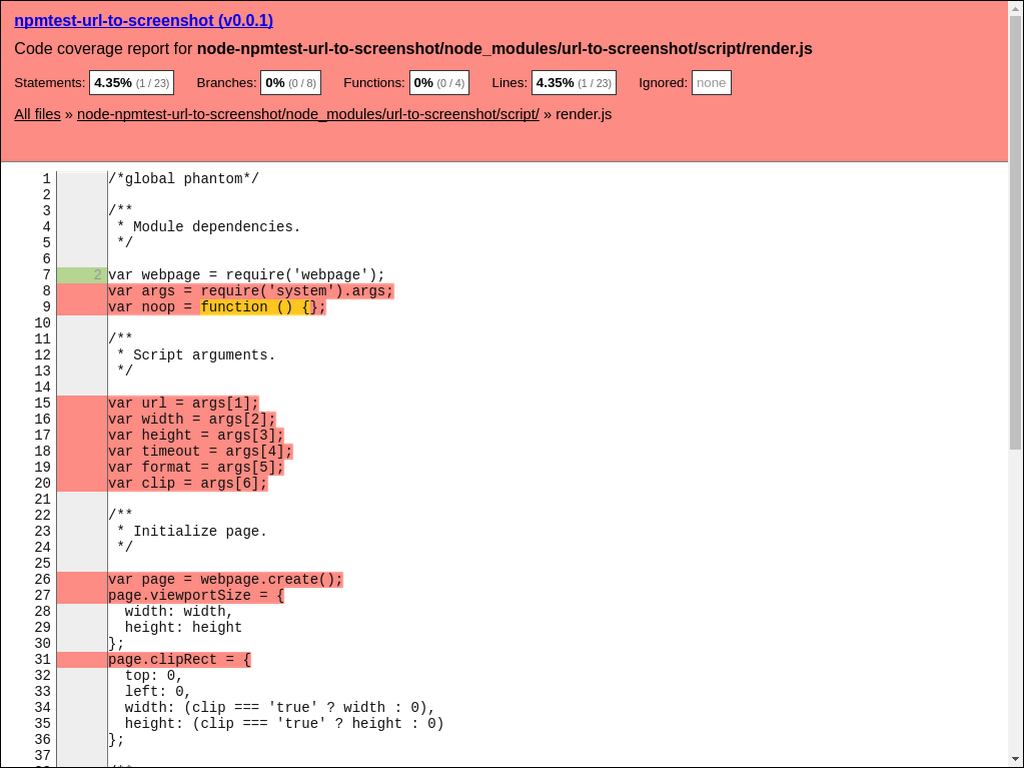 npmtest-url-to-screenshot (v0.0.1)
Code coverage report for node-npmtest-url-to-screenshot/node_modules/url-to-screenshot/script/render.js
Statements: 4.35% (1 / 23) Branches: 0% (0 / 8) Functions: 0% (0 / 4) Lines: 4.35% (1 / 23) Ignored: none
All files » node-npmtest-url-to-screenshot/node_modules/url-to-screenshot/script/ » render.js
1 /*global phantom*/
2
3 /**
4  * Module dependencies.
5  */
6
7 2 var webpage = require('webpage');
8 var args = require('system').args;
9 var noop = function () {};
10
11 /**
12  * Script arguments.
13  */
14
15 var url = args[1];
16 var width = args[2];
17 var height = args[3];
18 var timeout = args[4];
19 var format = args[5];
20 var clip = args[6];
21
22 /**
23  * Initialize page.
24  */
25
26 var page = webpage.create();
27 page.viewportSize = {
28   width: width,
29   height: height
30 };
31 page.clipRect = {
32   top: 0,
33   left: 0,
34   width: (clip === 'true' ? width : 0),
35   height: (clip === 'true' ? height : 0)
36 };
37